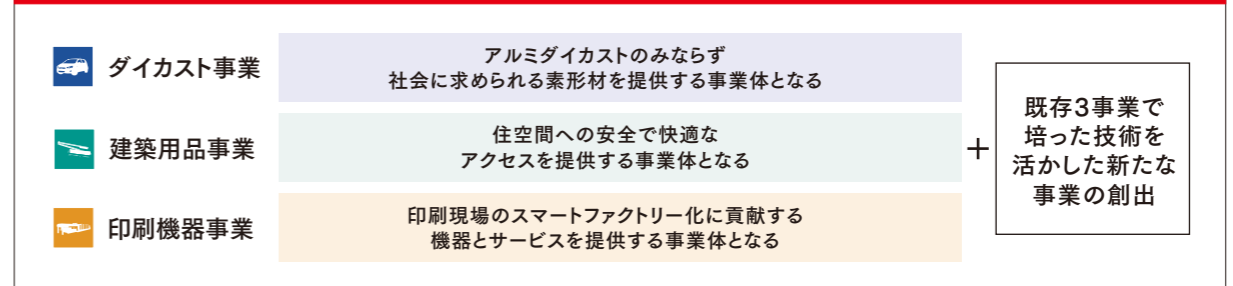 ダイカスト事業
アルミダイカストのみならず
社会に求められる素形材を提供する事業体となる
建築用品事業
住空間への安全で快適な
アクセスを提供する事業体となる
印刷機器事業
印刷現場のスマートファクトリー化に貢献する
機器とサービスを提供する事業体となる
+
既存3事業で
培った技術を
活かした新たな
事業の創出